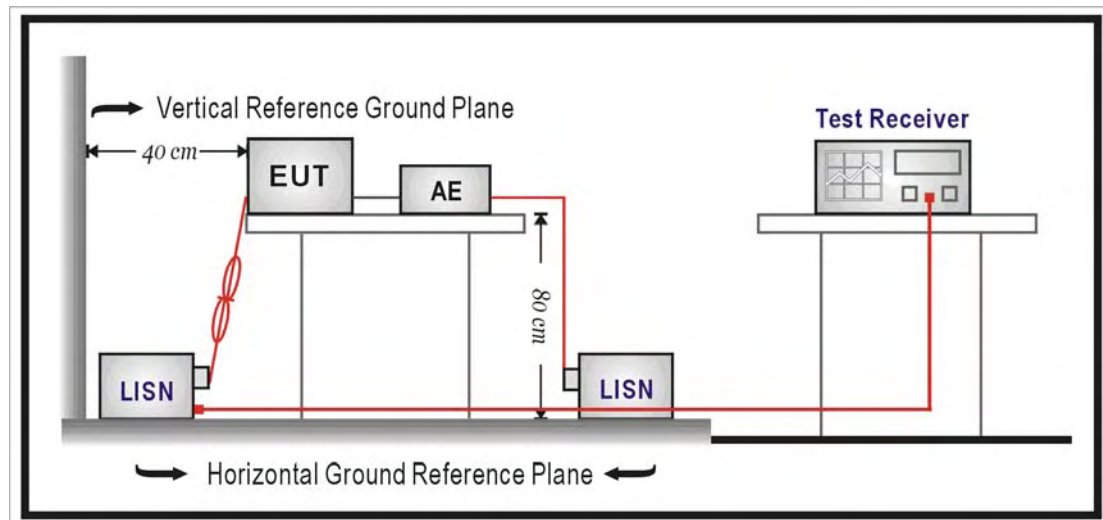 Vertical Reference Ground Plane
40 cm
Test Receiver
EUT
AE
80 cm
LISN
LISN
Horizontal Ground Reference Plane